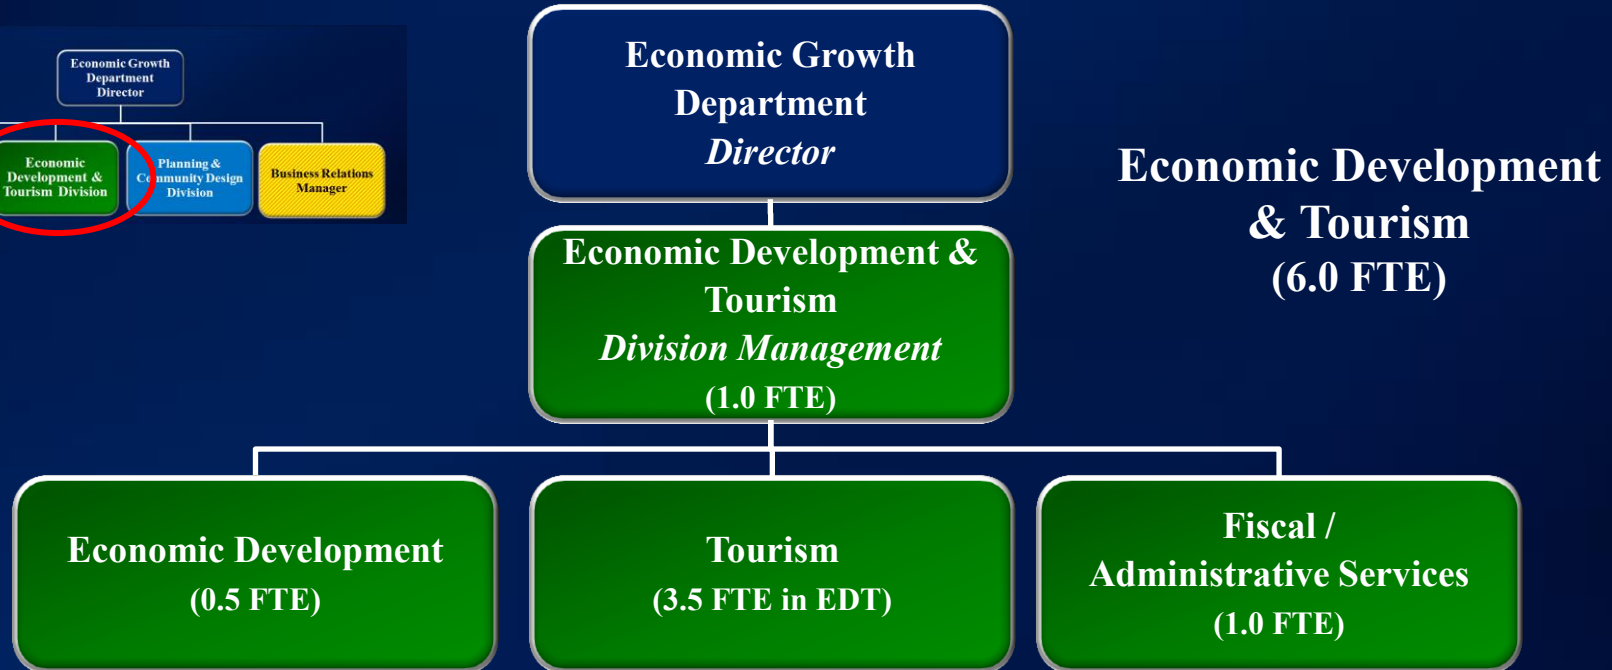 Economic Growth
Department
Director
Economic
Development &
Tourism Division
Planning &
Community Design
Division
Business Relations
Manager
Economic Growth
Department
Director
Economic Development
& Tourism
(6.0 FTE)
Economic Development &
Tourism
Division Management
(1.0 FTE)
Economic Development
(0.5 FTE)
Tourism
(3.5 FTE in EDT)
Fiscal /
Administrative Services
(1.0 FTE)